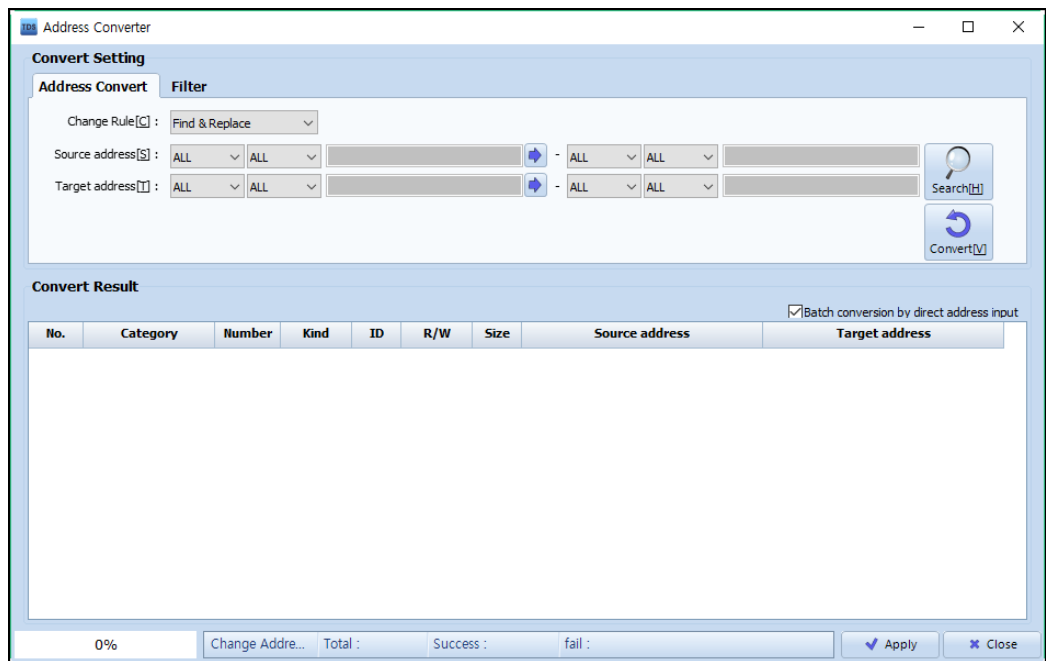 TDS Address Converter
Convert Setting
Address Convert Filter
Change Rule[C] : Find & Replace
Source address[S] : ALL ALL - ALL ALL
Target address[T] : ALL ALL - ALL ALL
Search[H]
Convert[V]
Convert Result
Batch conversion by direct address input
No. Category Number Kind ID R/W Size Source address Target address
0% Change Addre... Total : Success : fail : Apply Close